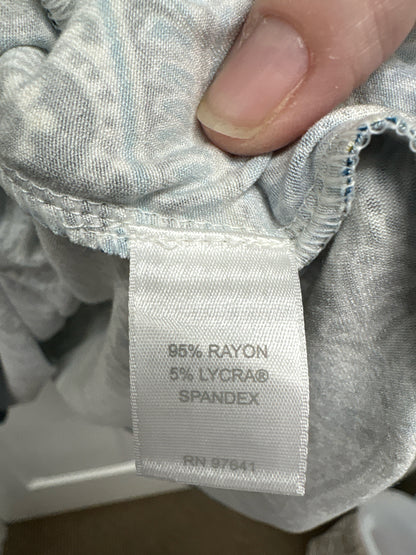 95% RAYON
5% LYCRA®
SPANDEX
RN 97641